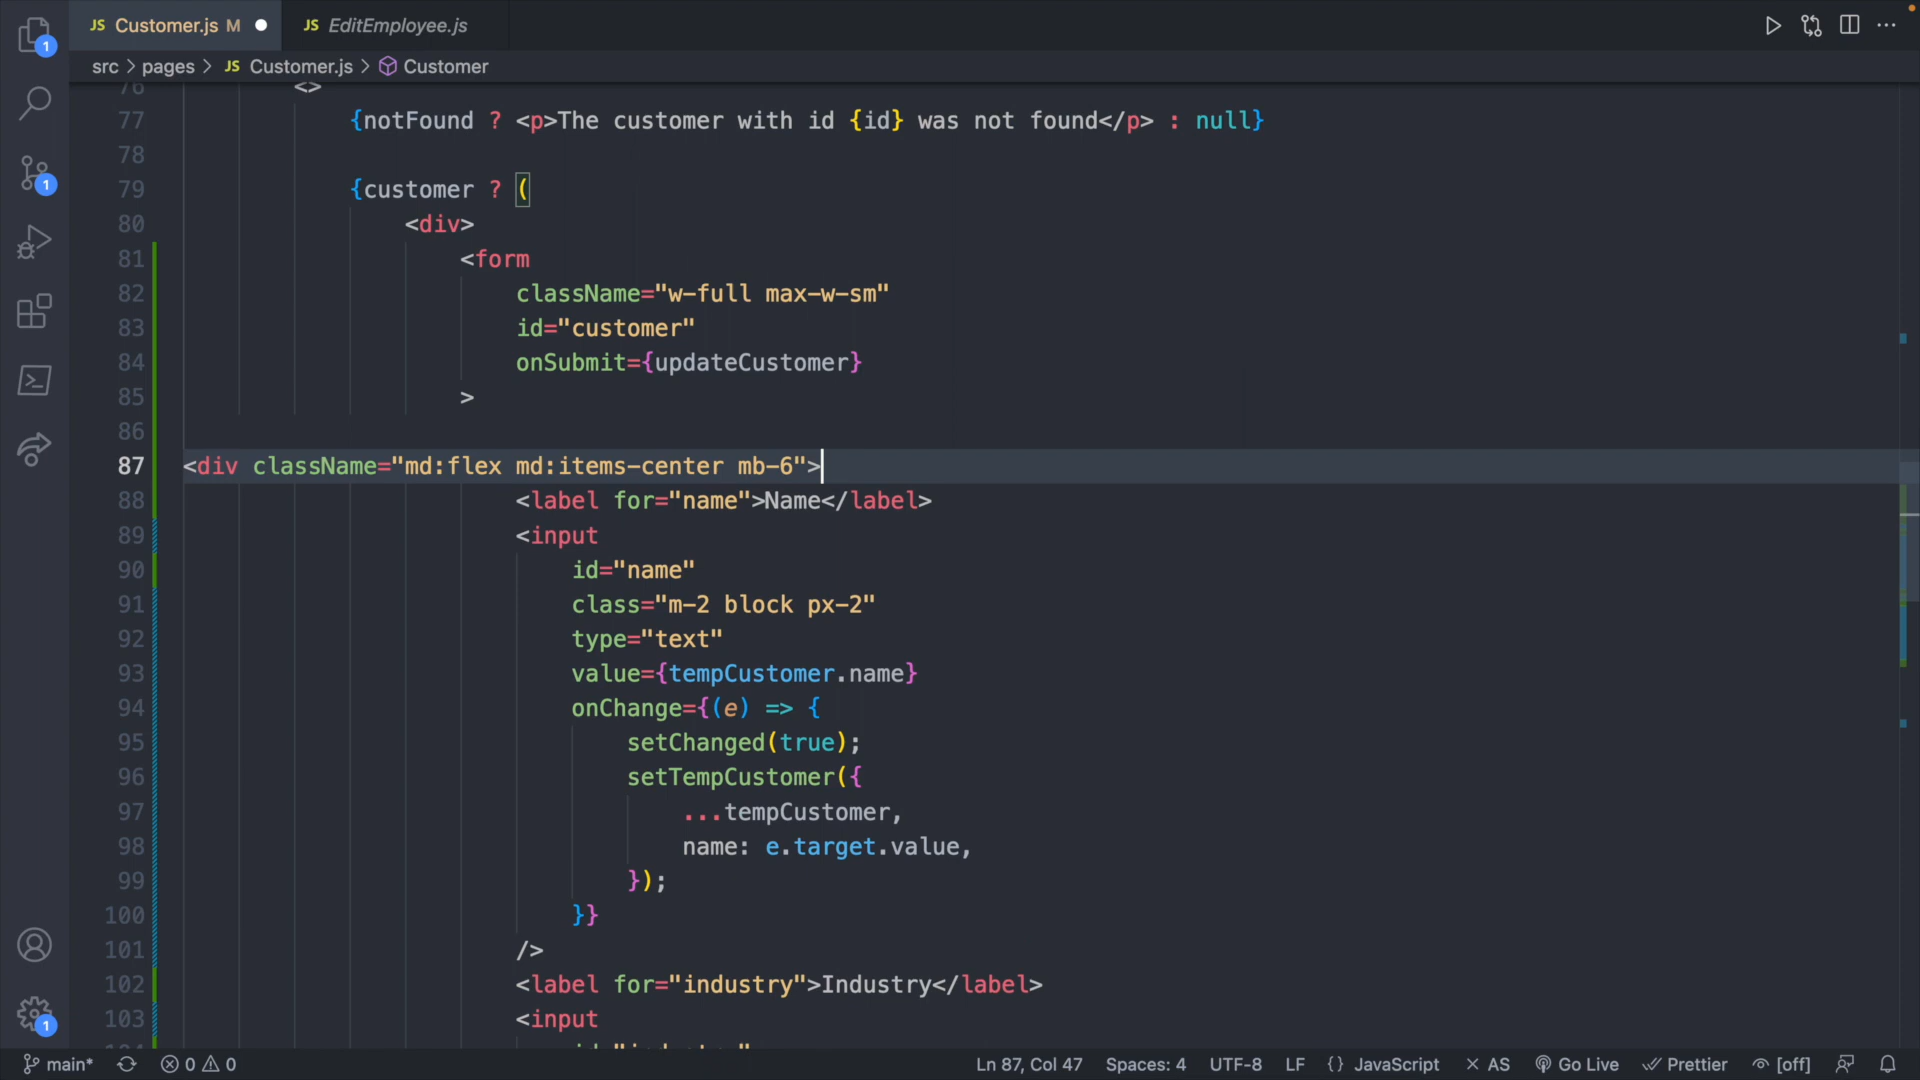 JS Customer.js M
JS EditEmployee.js
src > pages > JS Customer.js > Customer
76 <>
77 {notFound ? <p>The customer with id {id} was not found</p> : null}
78
79 {customer ? (
80 <div>
81 <form
82 className="w-full max-w-sm"
83 id="customer"
84 onSubmit={updateCustomer}
85 >
86
87 <div className="md:flex md:items-center mb-6">
88 <label for="name">Name</label>
89 <input
90 id="name"
91 class="m-2 block px-2"
92 type="text"
93 value={tempCustomer.name}
94 onChange={(e) => {
95 setChanged(true);
96 setTempCustomer({
97 ...tempCustomer,
98 name: e.target.value,
99 });
100 }}
101 />
102 <label for="industry">Industry</label>
103 <input
1
1
1
main* 0 0 Ln 87, Col 47 Spaces: 4 UTF-8 LF {} JavaScript × AS Go Live Prettier [off]